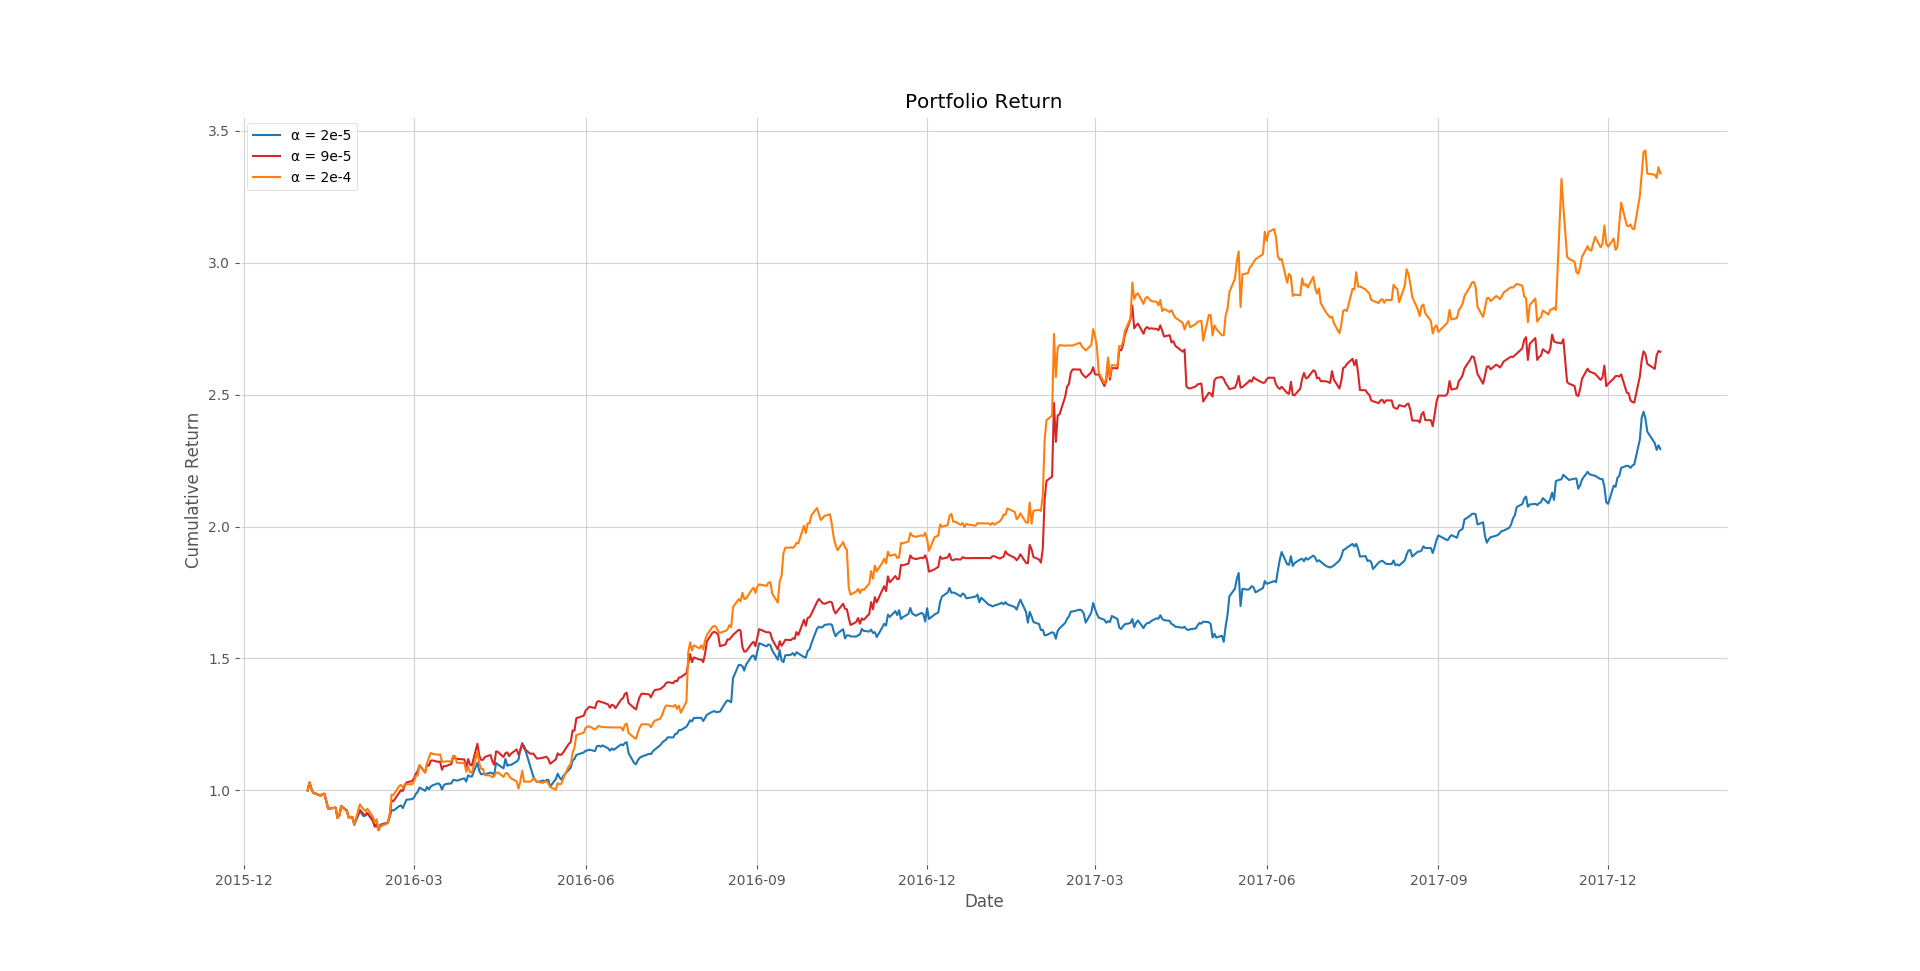 Portfolio Return
α = 2e-5
α = 9e-5
α = 2e-4
3.5
3.0
2.5
2.0
1.5
1.0
Cumulative Return
2015-12 2016-03 2016-06 2016-09 2016-12 2017-03 2017-06 2017-09 2017-12
Date